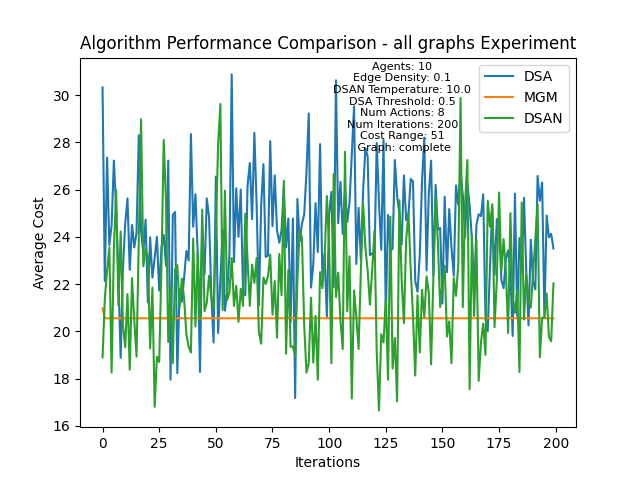 Algorithm Performance Comparison - all graphs Experiment
Agents: 10
Edge Density: 0.1
DSAN Temperature: 10.0
DSA Threshold: 0.5
Num Actions: 8
Num Iterations: 200
Cost Range: 51
Graph: complete
DSA
MGM
DSAN
Average Cost
30
28
26
24
22
20
18
16
0
25
50
75
100
125
150
175
200
Iterations